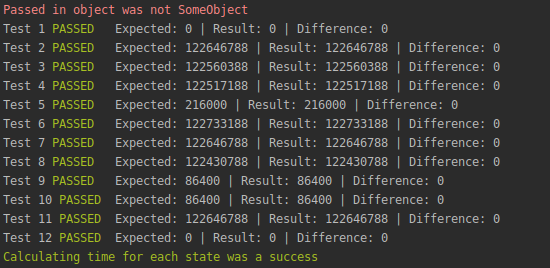 Passed in object was not SomeObject
Test 1 PASSED   Expected: 0 | Result: 0 | Difference: 0
Test 2 PASSED   Expected: 122646788 | Result: 122646788 | Difference: 0
Test 3 PASSED   Expected: 122560388 | Result: 122560388 | Difference: 0
Test 4 PASSED   Expected: 122517188 | Result: 122517188 | Difference: 0
Test 5 PASSED   Expected: 216000 | Result: 216000 | Difference: 0
Test 6 PASSED   Expected: 122733188 | Result: 122733188 | Difference: 0
Test 7 PASSED   Expected: 122646788 | Result: 122646788 | Difference: 0
Test 8 PASSED   Expected: 122430788 | Result: 122430788 | Difference: 0
Test 9 PASSED   Expected: 86400 | Result: 86400 | Difference: 0
Test 10 PASSED  Expected: 86400 | Result: 86400 | Difference: 0
Test 11 PASSED  Expected: 122646788 | Result: 122646788 | Difference: 0
Test 12 PASSED  Expected: 0 | Result: 0 | Difference: 0
Calculating time for each state was a success